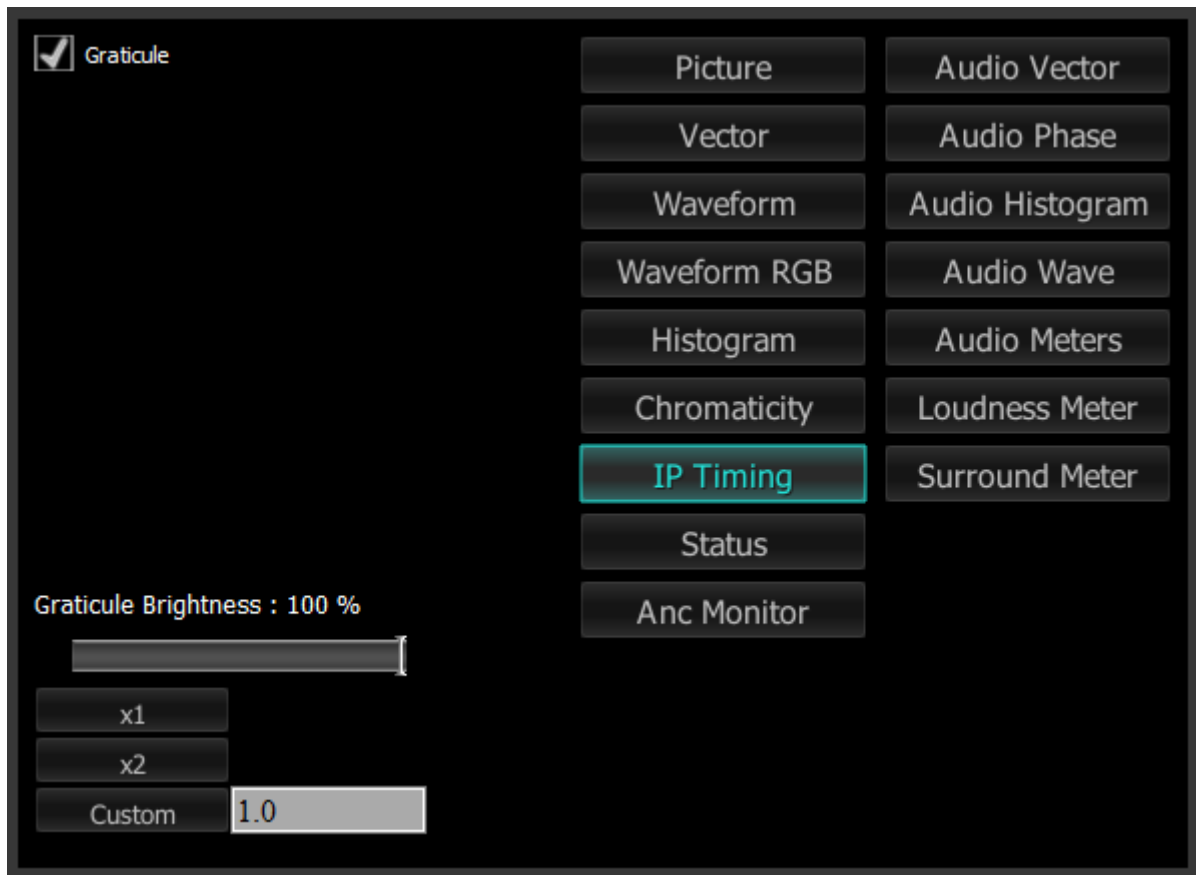 Graticule
Picture
Audio Vector
Vector
Audio Phase
Waveform
Audio Histogram
Waveform RGB
Audio Wave
Histogram
Audio Meters
Chromaticity
Loudness Meter
IP Timing
Surround Meter
Status
Anc Monitor
Graticule Brightness : 100 %
x1
x2
Custom
1.0